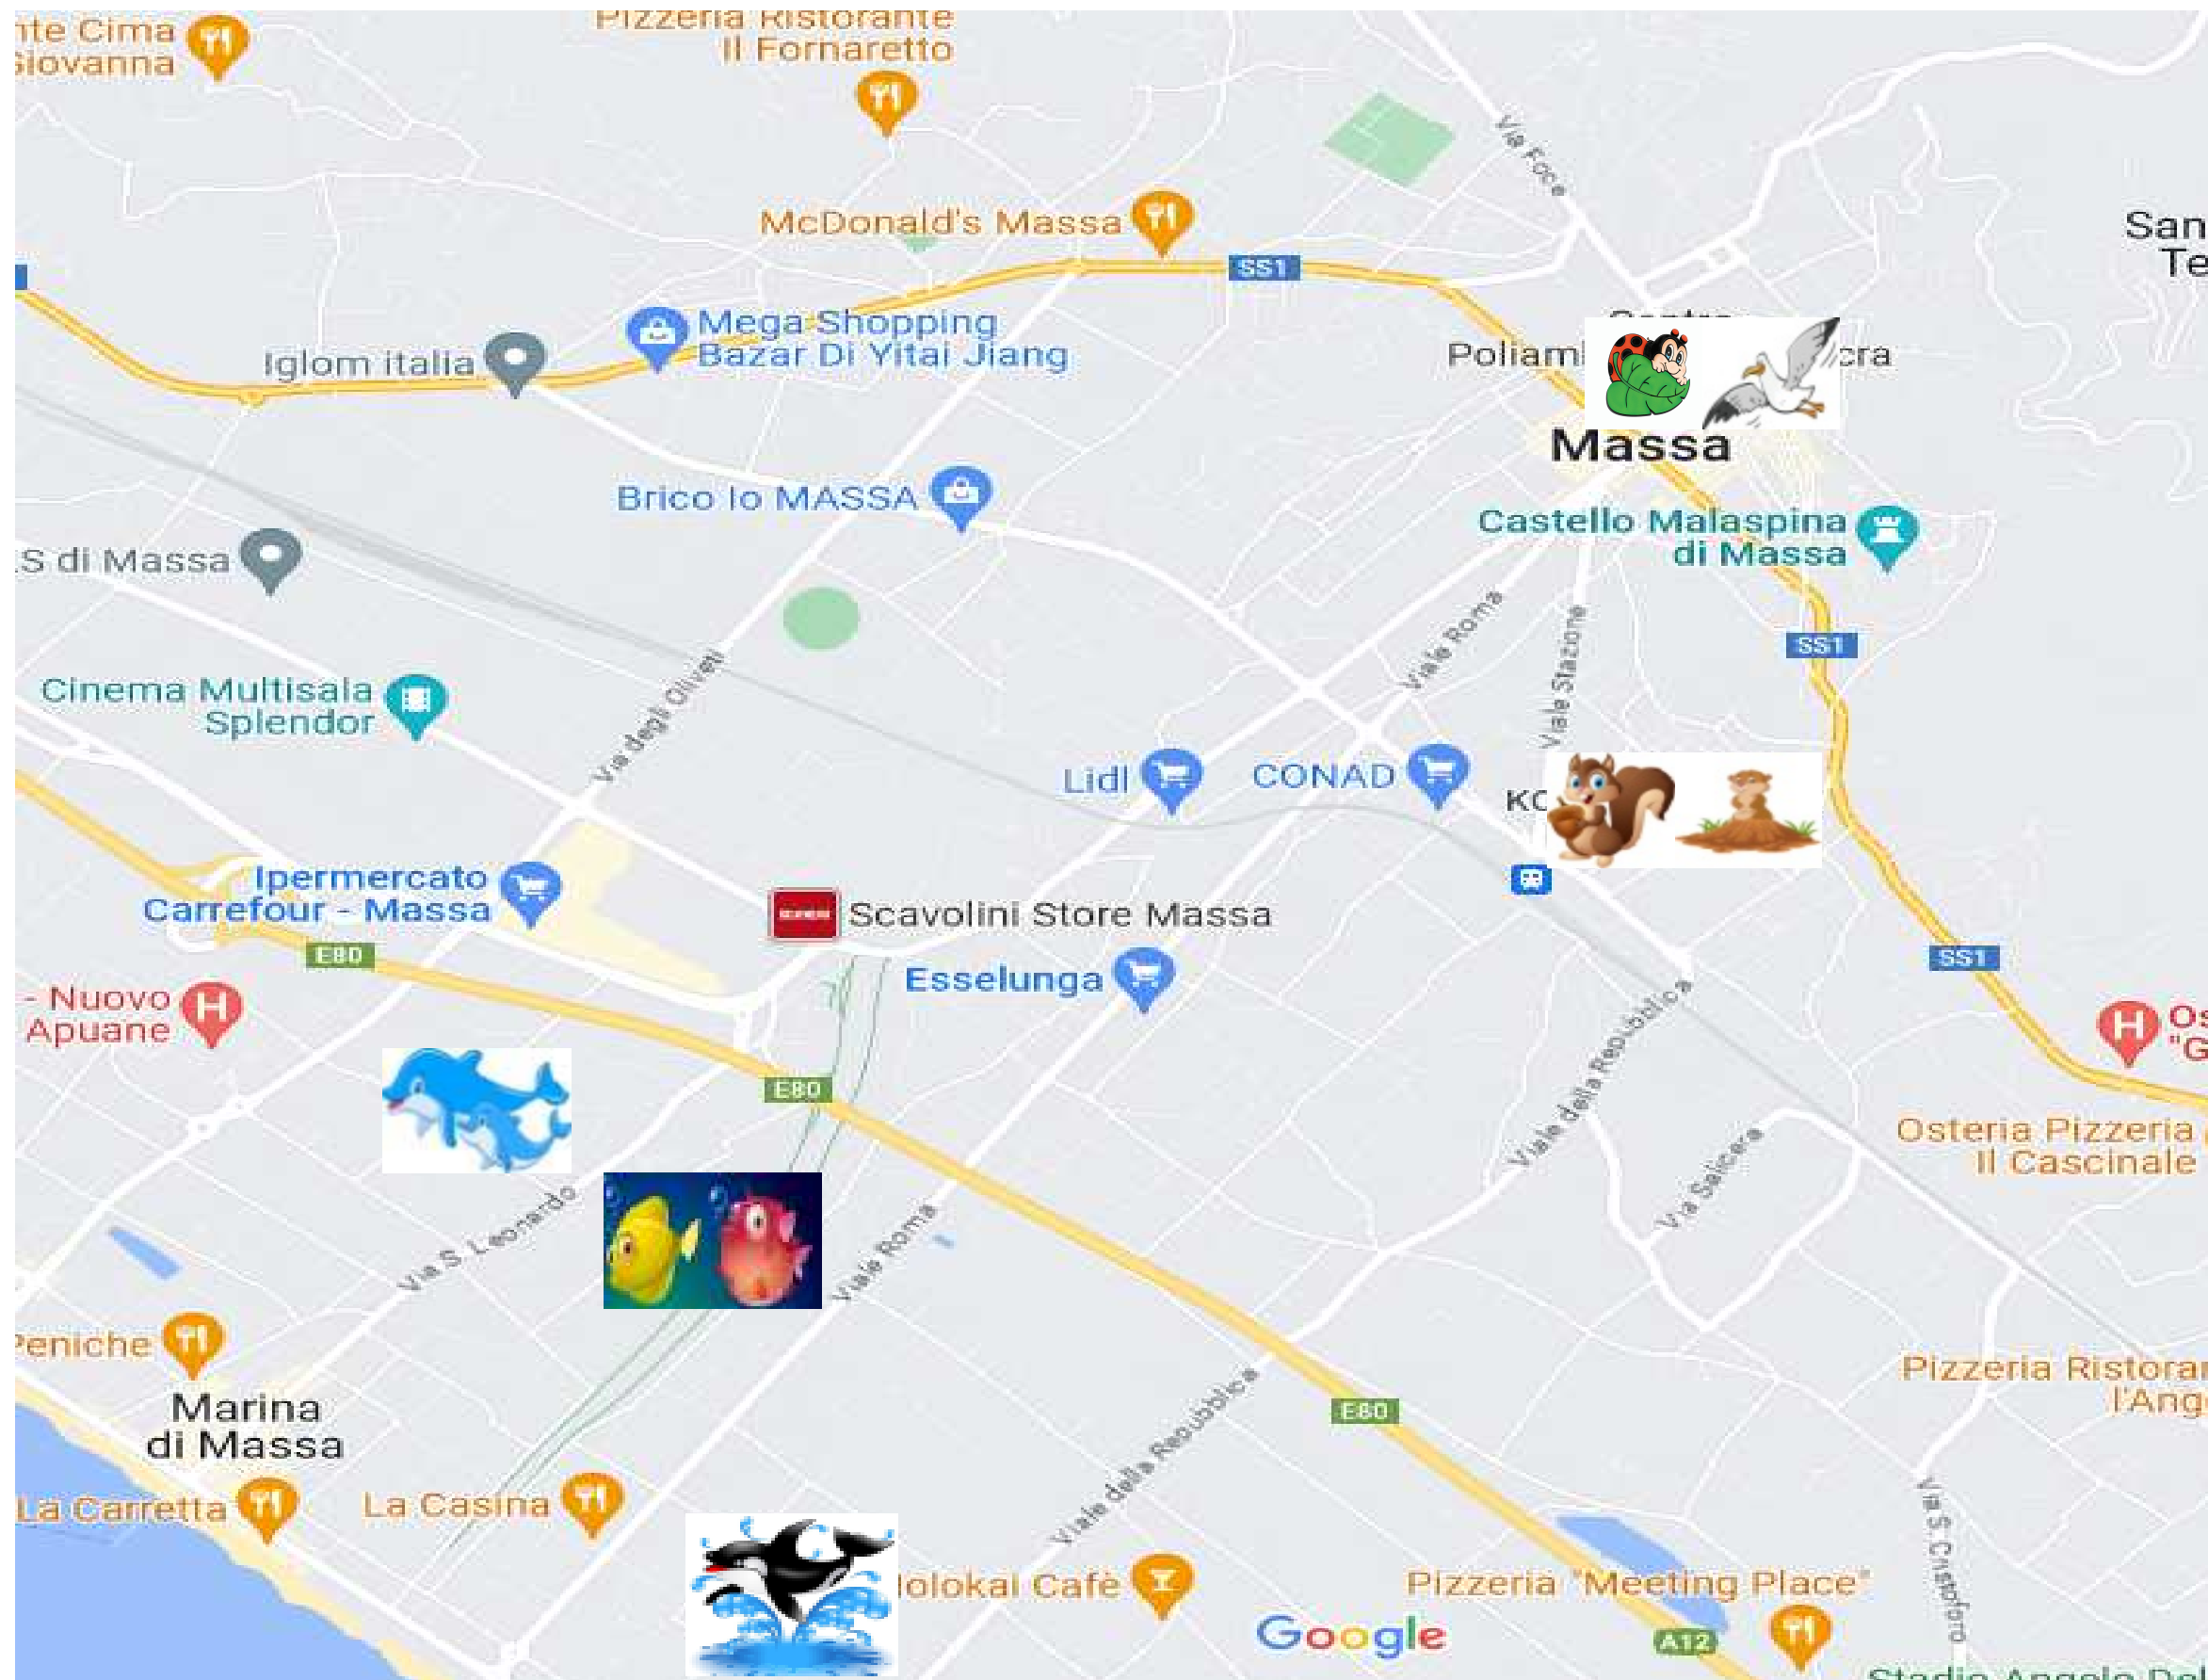 nte Cima
Giovanna
Pizzeria Ristorante
Il Fornaretto
Via Foce
McDonald's Massa
SS1
San
Te
Mega Shopping
Bazar Di Yitai Jiang
Iglom italia
Centro
Poliam
cra
Massa
Brico Io MASSA
Castello Malaspina
di Massa
S di Massa
Viale Roma
Viale Stazione
SS1
Via degli Oliveti
Cinema Multisala
Splendor
Lidl
CONAD
KC
Ipermercato
Carrefour - Massa
Scavolini Store Massa
E80
SS1
Esselunga
- Nuovo
Apuane
Viale della Repubblica
Os
"G
E80
Osteria Pizzeria
Il Cascinale
Via Salicera
Via S. Leonardo
Viale Roma
Peniche
Pizzeria Ristorar
l'Ang
Marina
di Massa
E80
Viale della Repubblica
La Carretta
La Casina
Via S. Cristoforo
olokai Cafè
Pizzeria "Meeting Place"
Google
A12
Stadio Angelo Del